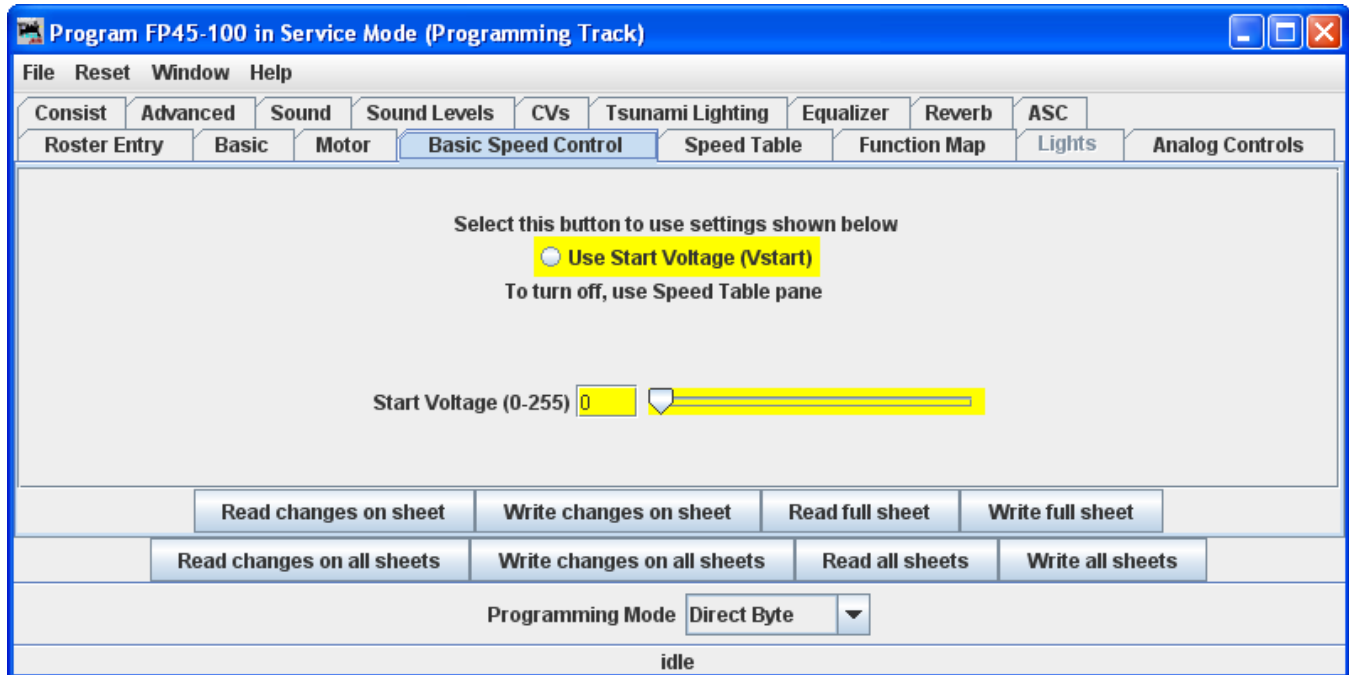 Program FP45-100 in Service Mode (Programming Track)
File Reset Window Help
Consist Advanced Sound Sound Levels CVs Tsunami Lighting Equalizer Reverb ASC
Roster Entry Basic Motor Basic Speed Control Speed Table Function Map Lights Analog Controls
Select this button to use settings shown below
Use Start Voltage (Vstart)
To turn off, use Speed Table pane
Start Voltage (0-255) 0
Read changes on sheet Write changes on sheet Read full sheet Write full sheet
Read changes on all sheets Write changes on all sheets Read all sheets Write all sheets
Programming Mode Direct Byte
idle